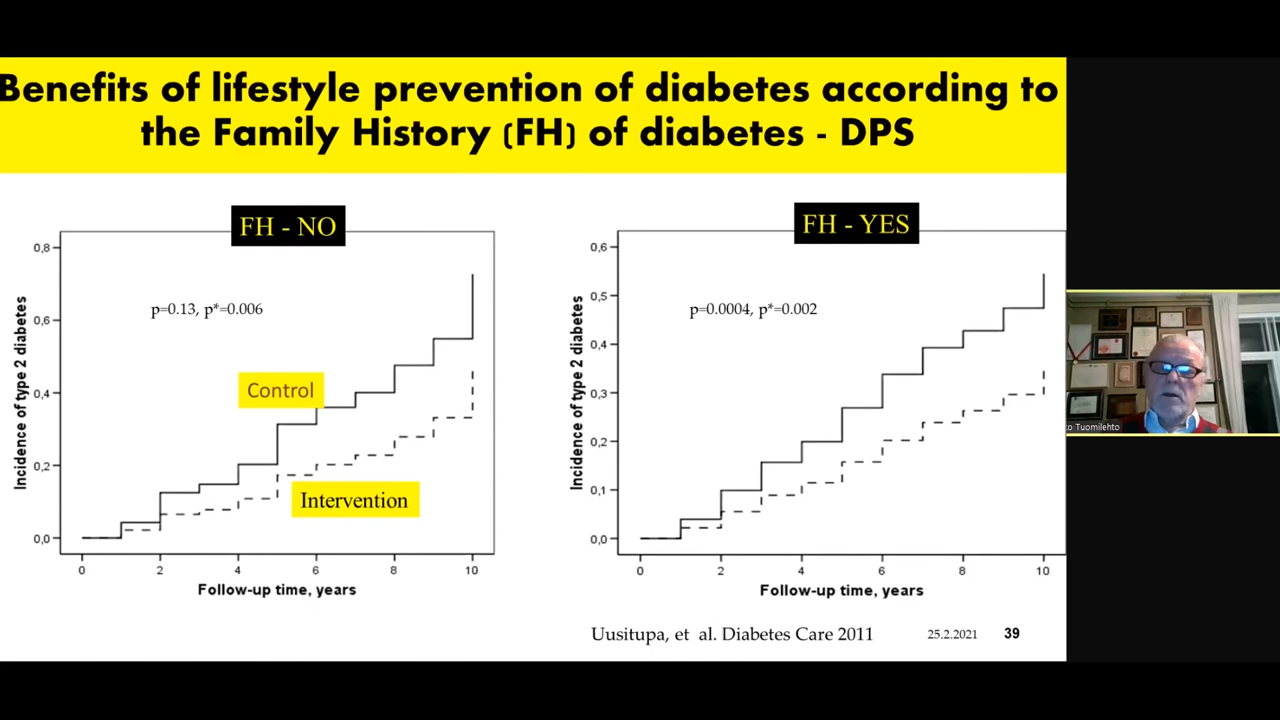 Benefits of lifestyle prevention of diabetes according to
the Family History (FH) of diabetes - DPS
FH - NO
0,8
0,6
0,4
0,2
0,0
Incidence of type 2 diabetes
p=0.13, p*=0.006
Control
Intervention
0 2 4 6 8 10
Follow-up time, years
FH - YES
0,6
0,5
0,4
0,3
0,2
0,1
0,0
Incidence of type 2 diabetes
p=0.0004, p*=0.002
0 2 4 6 8 10
Follow-up time, years
Uusitupa, et al. Diabetes Care 2011
25.2.2021
39
Tuomilehto